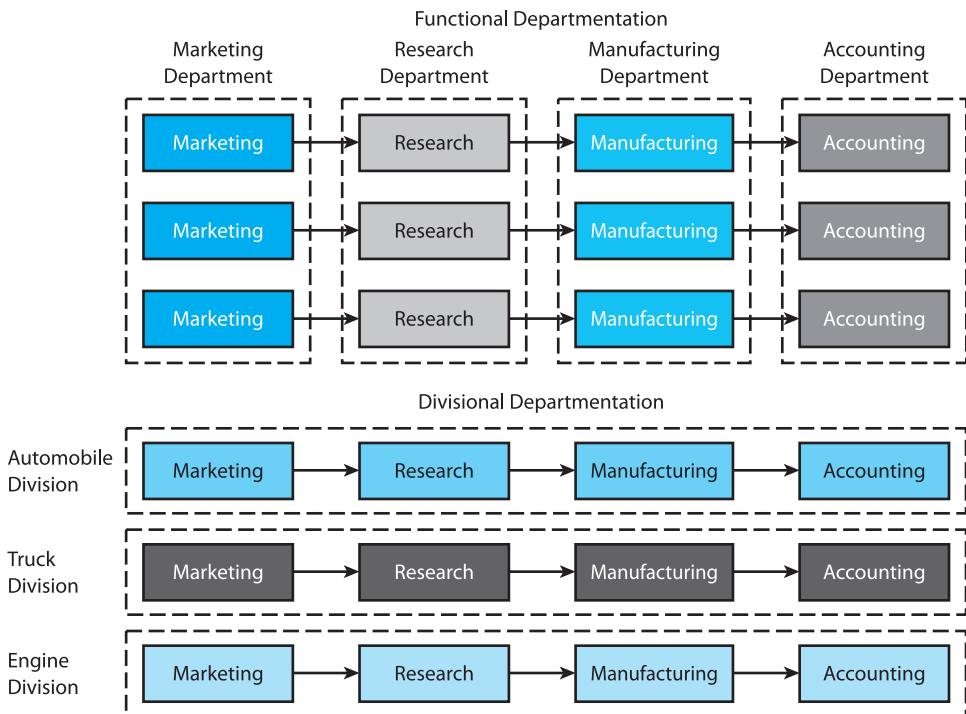 Functional Departmentation
Marketing Department
Research Department
Manufacturing Department
Accounting Department
Marketing
Research
Manufacturing
Accounting
Marketing
Research
Manufacturing
Accounting
Marketing
Research
Manufacturing
Accounting
Divisional Departmentation
Automobile
Division
Marketing
Research
Manufacturing
Accounting
Truck
Division
Marketing
Research
Manufacturing
Accounting
Engine
Division
Marketing
Research
Manufacturing
Accounting